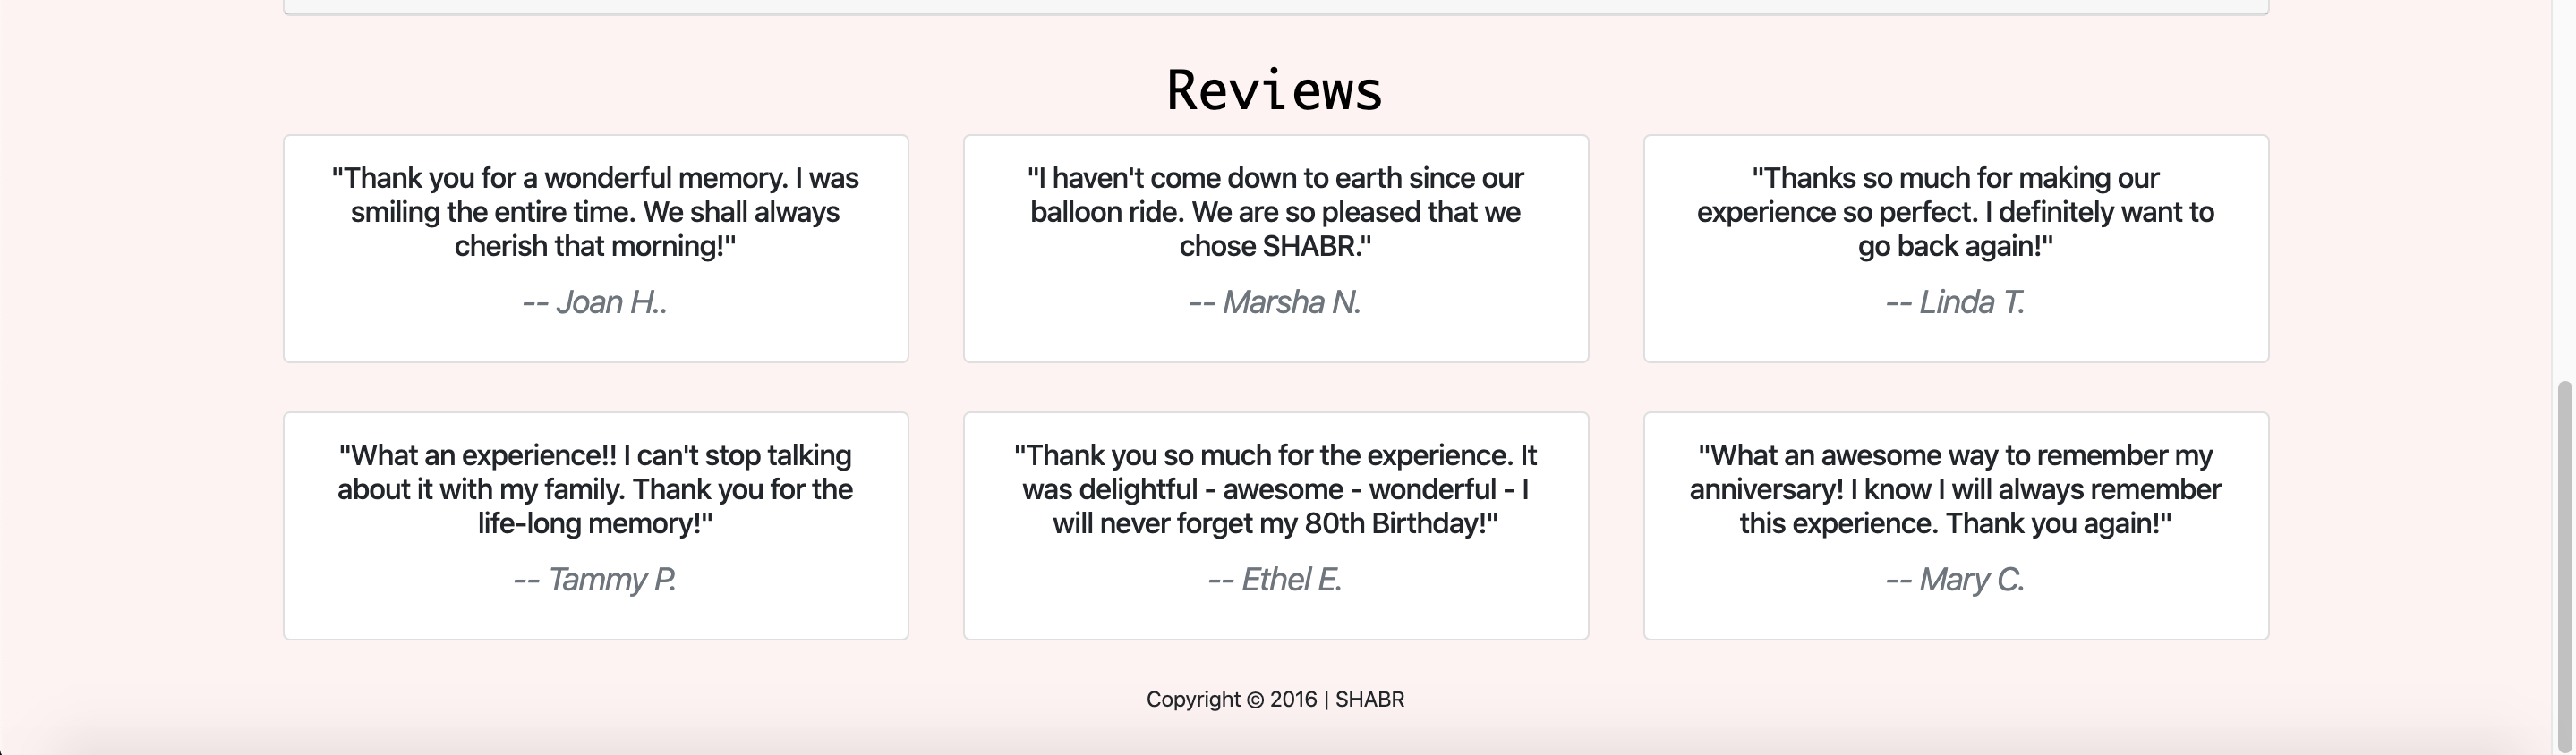 Reviews
"Thank you for a wonderful memory. I was
smiling the entire time. We shall always
cherish that morning!"
-- Joan H..
"I haven't come down to earth since our
balloon ride. We are so pleased that we
chose SHABR."
-- Marsha N.
"Thanks so much for making our
experience so perfect. I definitely want to
go back again!"
-- Linda T.
"What an experience!! I can't stop talking
about it with my family. Thank you for the
life-long memory!"
-- Tammy P.
"Thank you so much for the experience. It
was delightful - awesome - wonderful - I
will never forget my 80th Birthday!"
-- Ethel E.
"What an awesome way to remember my
anniversary! I know I will always remember
this experience. Thank you again!"
-- Mary C.
Copyright © 2016 | SHABR